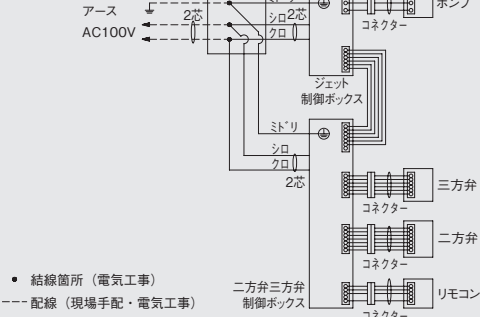 アース
AC100V
2芯
シロ
2芯
クロ
ポンプ
コネクター
ジェット
制御ボックス
ミドリ
シロ
クロ
2芯
三方弁
コネクター
二方弁
コネクター
二方弁三方弁
制御ボックス
リモコン
コネクター
● 結線箇所（電気工事）
--- 配線（現場手配・電気工事）